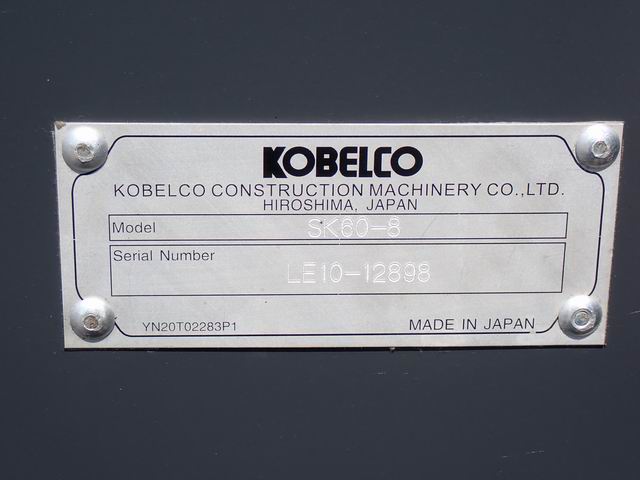 KOBELCO
KOBELCO CONSTRUCTION MACHINERY CO.,LTD.
HIROSHIMA, JAPAN
Model SK60-8
Serial Number LE10-12898
YN20T02283P1 MADE IN JAPAN